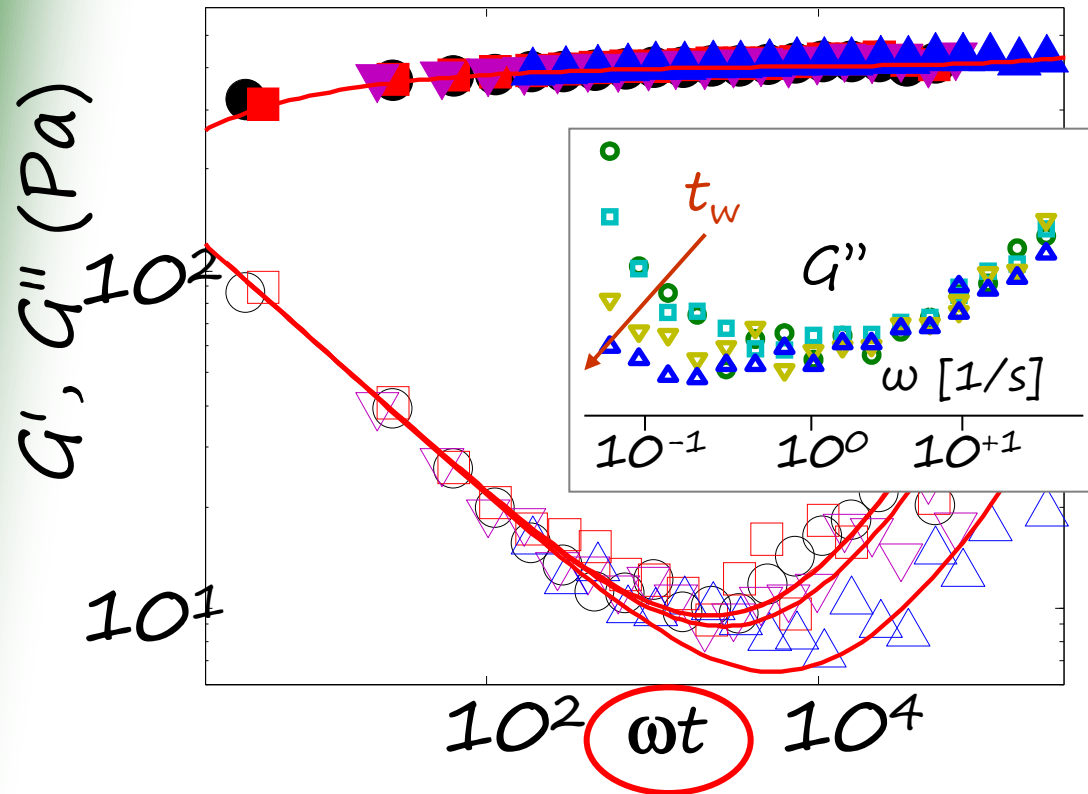 G', G'' (Pa)
10²
10¹
10² ωt 10⁴
t_w
G''
ω [1/s]
10⁻¹ 10⁰ 10⁺¹